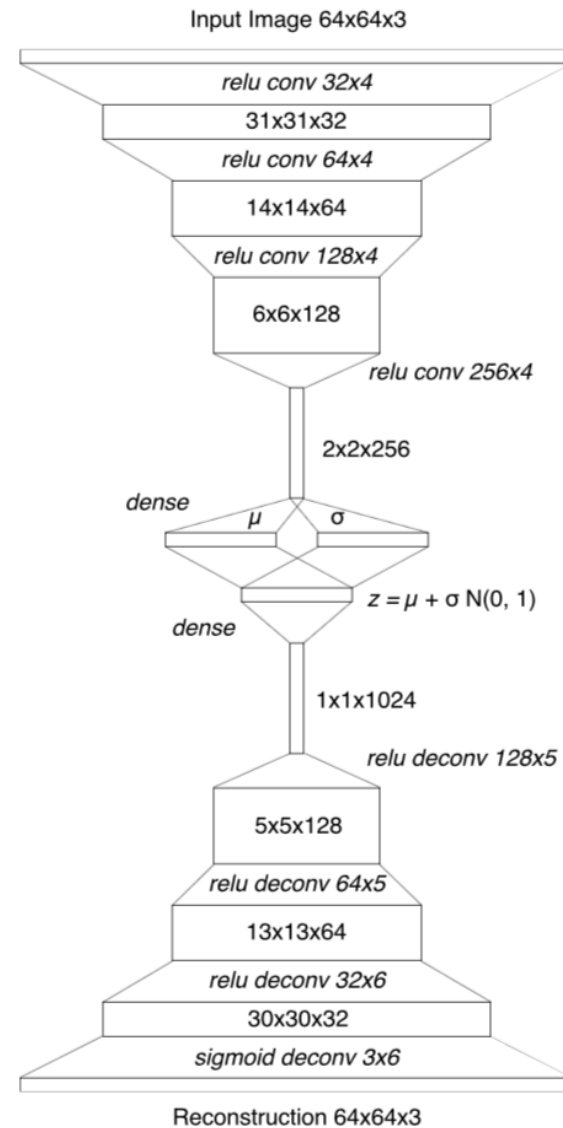 Input Image 64x64x3
relu conv 32x4
31x31x32
relu conv 64x4
14x14x64
relu conv 128x4
6x6x128
relu conv 256x4
2x2x256
dense
μ
σ
z = μ + σ N(0, 1)
dense
1x1x1024
relu deconv 128x5
5x5x128
relu deconv 64x5
13x13x64
relu deconv 32x6
30x30x32
sigmoid deconv 3x6
Reconstruction 64x64x3